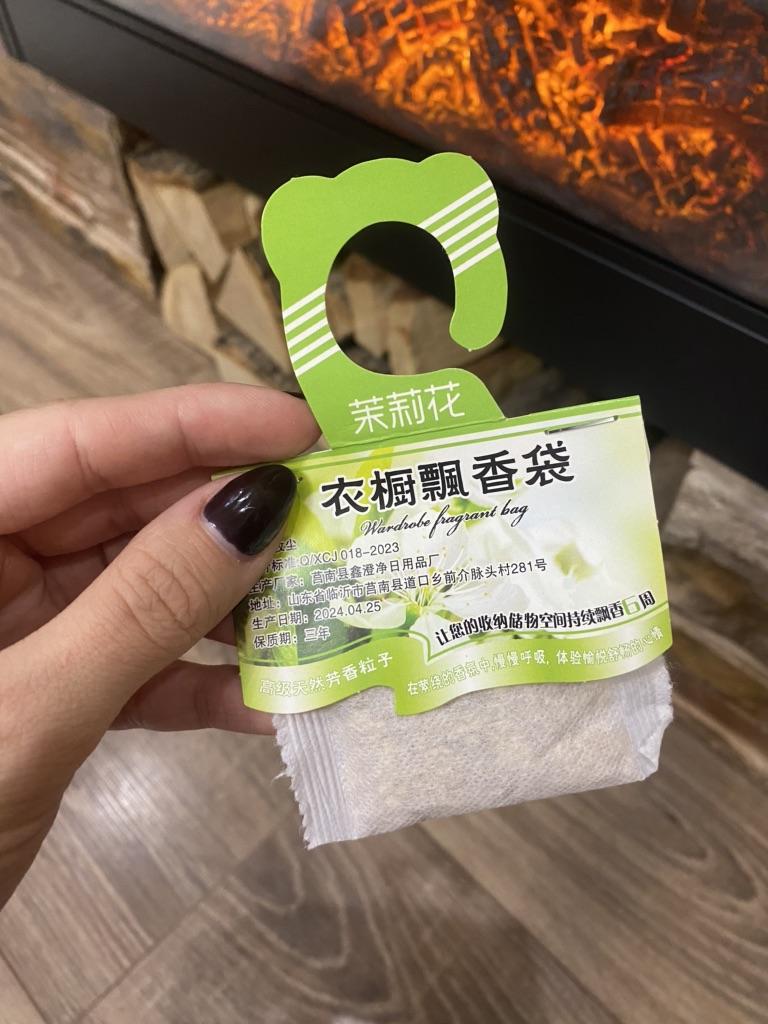 茉莉花
衣橱飘香袋
Wardrobe fragrant bag
尘
标准:Q/XCJ 018-2023
生产厂家：莒南县鑫澄净日用品厂
地址：山东省临沂市莒南县道口乡前介脉头村281号
生产日期：2024.04.25
保质期：三年
让您的收纳储物空间持续飘香6周
高级天然芳香粒子
在萦绕的香氛中,慢慢呼吸, 体验愉悦舒畅的心情